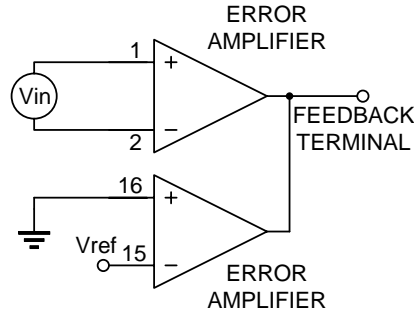 ERROR
AMPLIFIER
1
+
Vin
2
−
FEEDBACK
TERMINAL
16
+
Vref
15
−
ERROR
AMPLIFIER